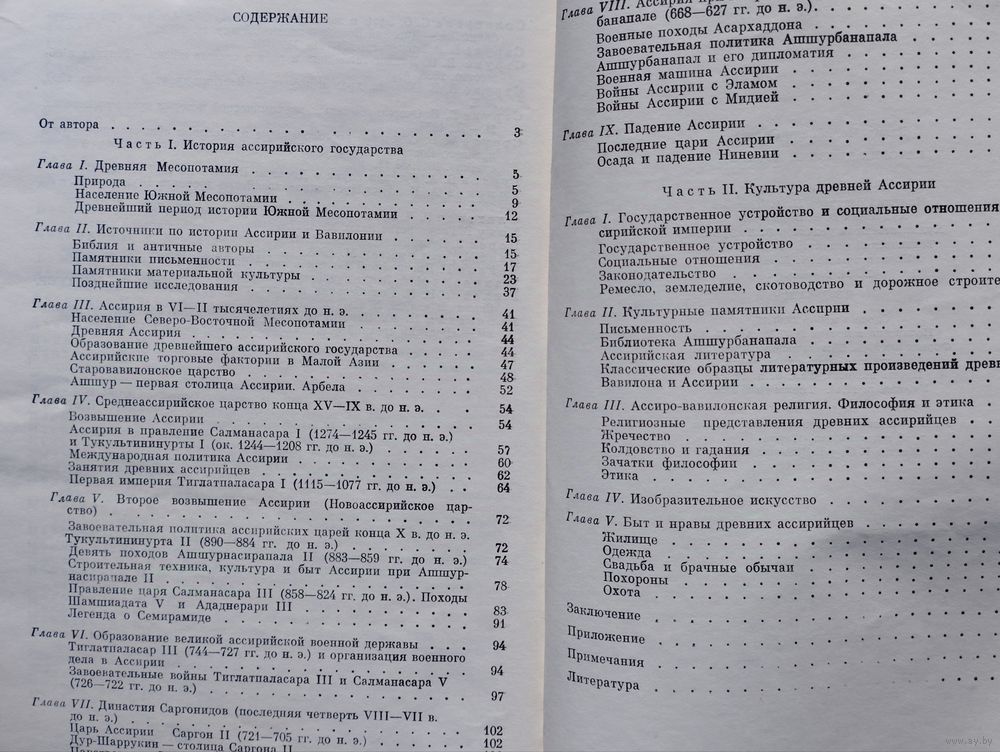 СОДЕРЖАНИЕ
От автора . . . 3
Часть I. История ассирийского государства
Глава I. Древняя Месопотамия . . . 5
Природа . . . 5
Население Южной Месопотамии . . . 9
Древнейший период истории Южной Месопотамии . . . 12
Глава II. Источники по истории Ассирии и Вавилонии . . . 15
Библия и античные авторы . . . 15
Памятники письменности . . . 17
Памятники материальной культуры . . . 23
Позднейшие исследования . . . 37
Глава III. Ассирия в VI—II тысячелетиях до н. э. . . . 41
Население Северо-Восточной Месопотамии . . . 41
Древняя Ассирия . . . 44
Образование древнейшего ассирийского государства . . . 44
Ассирийские торговые фактории в Малой Азии . . . 47
Старовавилонское царство . . . 48
Ашшур — первая столица Ассирии. Арбела . . . 52
Глава IV. Среднеассирийское царство конца XV—IX в. до н. э. . . . 54
Возвышение Ассирии . . . 54
Ассирия в правление Салманасара I (1274—1245 гг. до н. э.)
и Тукультининурты I (ок. 1244—1208 гг. до н. э.) . . . 57
Международная политика Ассирии . . . 60
Занятия древних ассирийцев . . . 62
Первая империя Тиглатпаласара I (1115—1077 гг. до н. э.) . . . 64
Глава V. Второе возвышение Ассирии (Новоассирийское цар-
ство) . . . 72
Завоевательная политика ассирийских царей конца X в. до н. э.
Тукультининурта II (890—884 гг. до н. э.) . . . 72
Девять походов Ашшурнасирапала II (883—859 гг. до н. э.) . . . 74
Строительная техника, культура и быт Ассирии при Ашшур-
насирапале II . . . 78
Правление царя Салманасара III (858—824 гг. до н. э.). Походы
Шамшиадата V и Ададнерари III . . . 83
Легенда о Семирамиде . . . 91
Глава VI. Образование великой ассирийской военной державы . . . 94
Тиглатпаласар III (744—727 гг. до н. э.) и организация военного
дела в Ассирии . . . 94
Завоевательные войны Тиглатпаласара III и Салманасара V
(726—722 гг. до н. э.) . . . 97
Глава VII. Династия Саргонидов (последняя четверть VIII—VII в.
до н. э.) . . . 102
Царь Ассирии Саргон II (721—705 гг. до н. э.) . . . 102
Дур-Шаррукин — столица Саргона II
Глава VIII. Ассирия
банапале (668—627 гг. до н. э.) . . .
Военные походы Асархаддона . . .
Завоевательная политика Ашшурбанапала . . .
Ашшурбанапал и его дипломатия . . .
Военная машина Ассирии . . .
Войны Ассирии с Эламом . . .
Войны Ассирии с Мидией . . .
Глава IX. Падение Ассирии . . .
Последние цари Ассирии . . .
Осада и падение Ниневии . . .
Часть II. Культура древней Ассирии
Глава I. Государственное устройство и социальные отношения
сирийской империи . . .
Государственное устройство . . .
Социальные отношения . . .
Законодательство . . .
Ремесло, земледелие, скотоводство и дорожное строите
Глава II. Культурные памятники Ассирии . . .
Письменность . . .
Библиотека Ашшурбанапала . . .
Ассирийская литература . . .
Классические образцы литературных произведений древ
Вавилона и Ассирии . . .
Глава III. Ассиро-вавилонская религия. Философия и этика . . .
Религиозные представления древних ассирийцев . . .
Жречество . . .
Колдовство и гадания . . .
Зачатки философии . . .
Этика . . .
Глава IV. Изобразительное искусство . . .
Глава V. Быт и нравы древних ассирийцев . . .
Жилище . . .
Одежда . . .
Свадьба и брачные обычаи . . .
Похороны . . .
Охота . . .
Заключение . . .
Приложение . . .
Примечания . . .
Литература . . .
www.ay.by